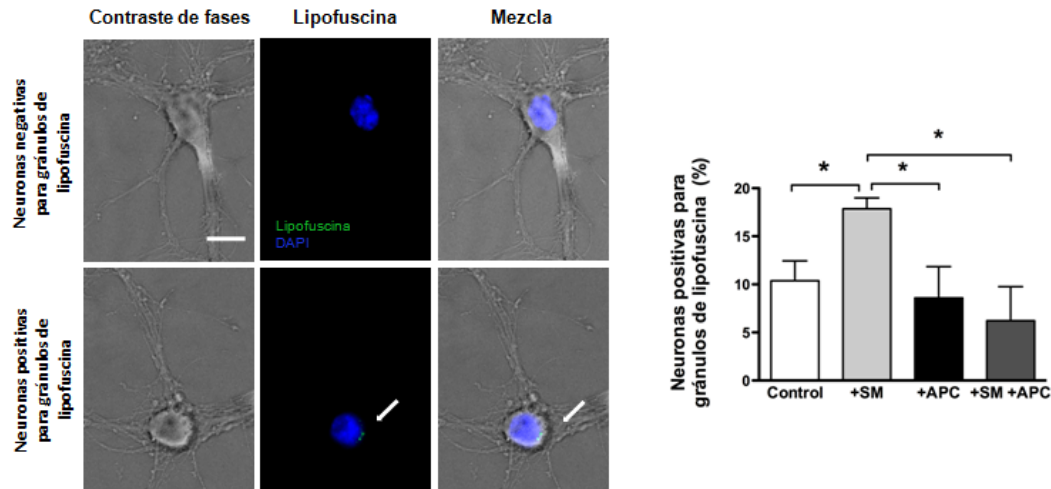 Contraste de fases
Lipofuscina
Mezcla
Neuronas negativas
para gránulos de
lipofuscina
Lipofuscina
DAPI
Neuronas positivas
para gránulos de
lipofuscina
Neuronas positivas para
gránulos de lipofuscina (%)
20
15
10
5
0
*
*
*
Control
+SM
+APC
+SM +APC